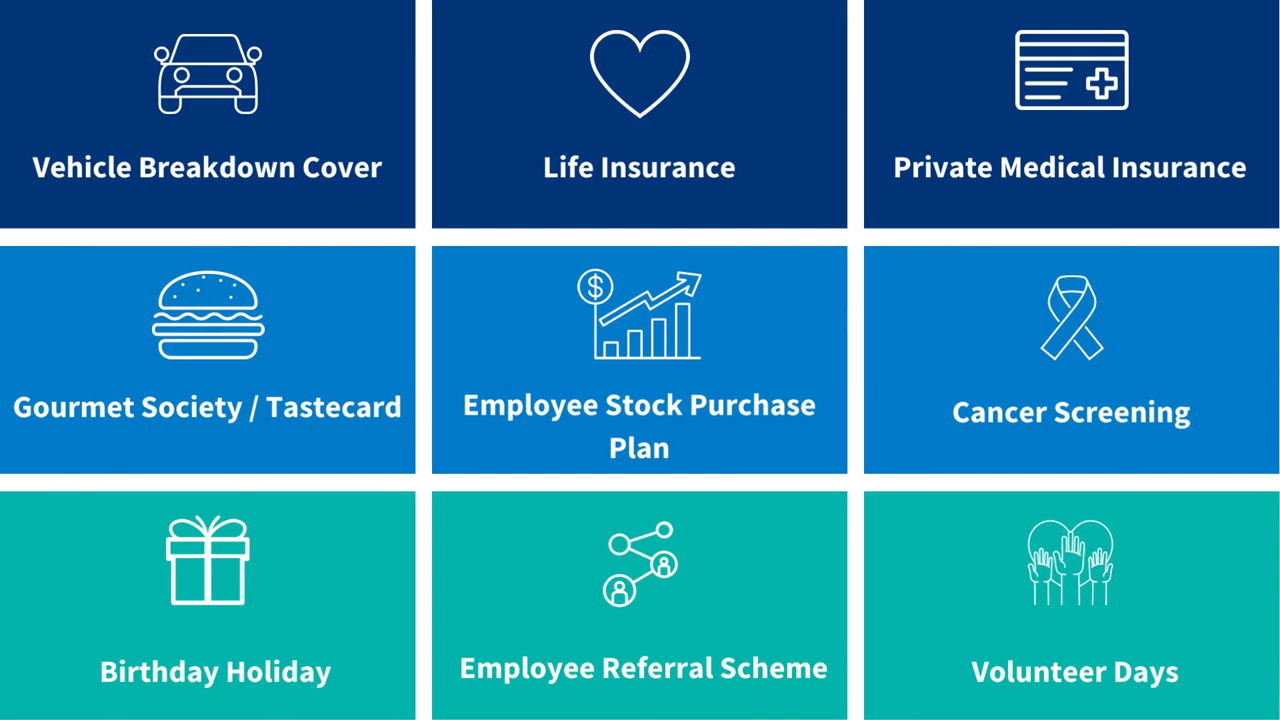 Vehicle Breakdown Cover
Life Insurance
Private Medical Insurance
Gourmet Society / Tastecard
$
Employee Stock Purchase
Plan
Cancer Screening
Birthday Holiday
Employee Referral Scheme
Volunteer Days